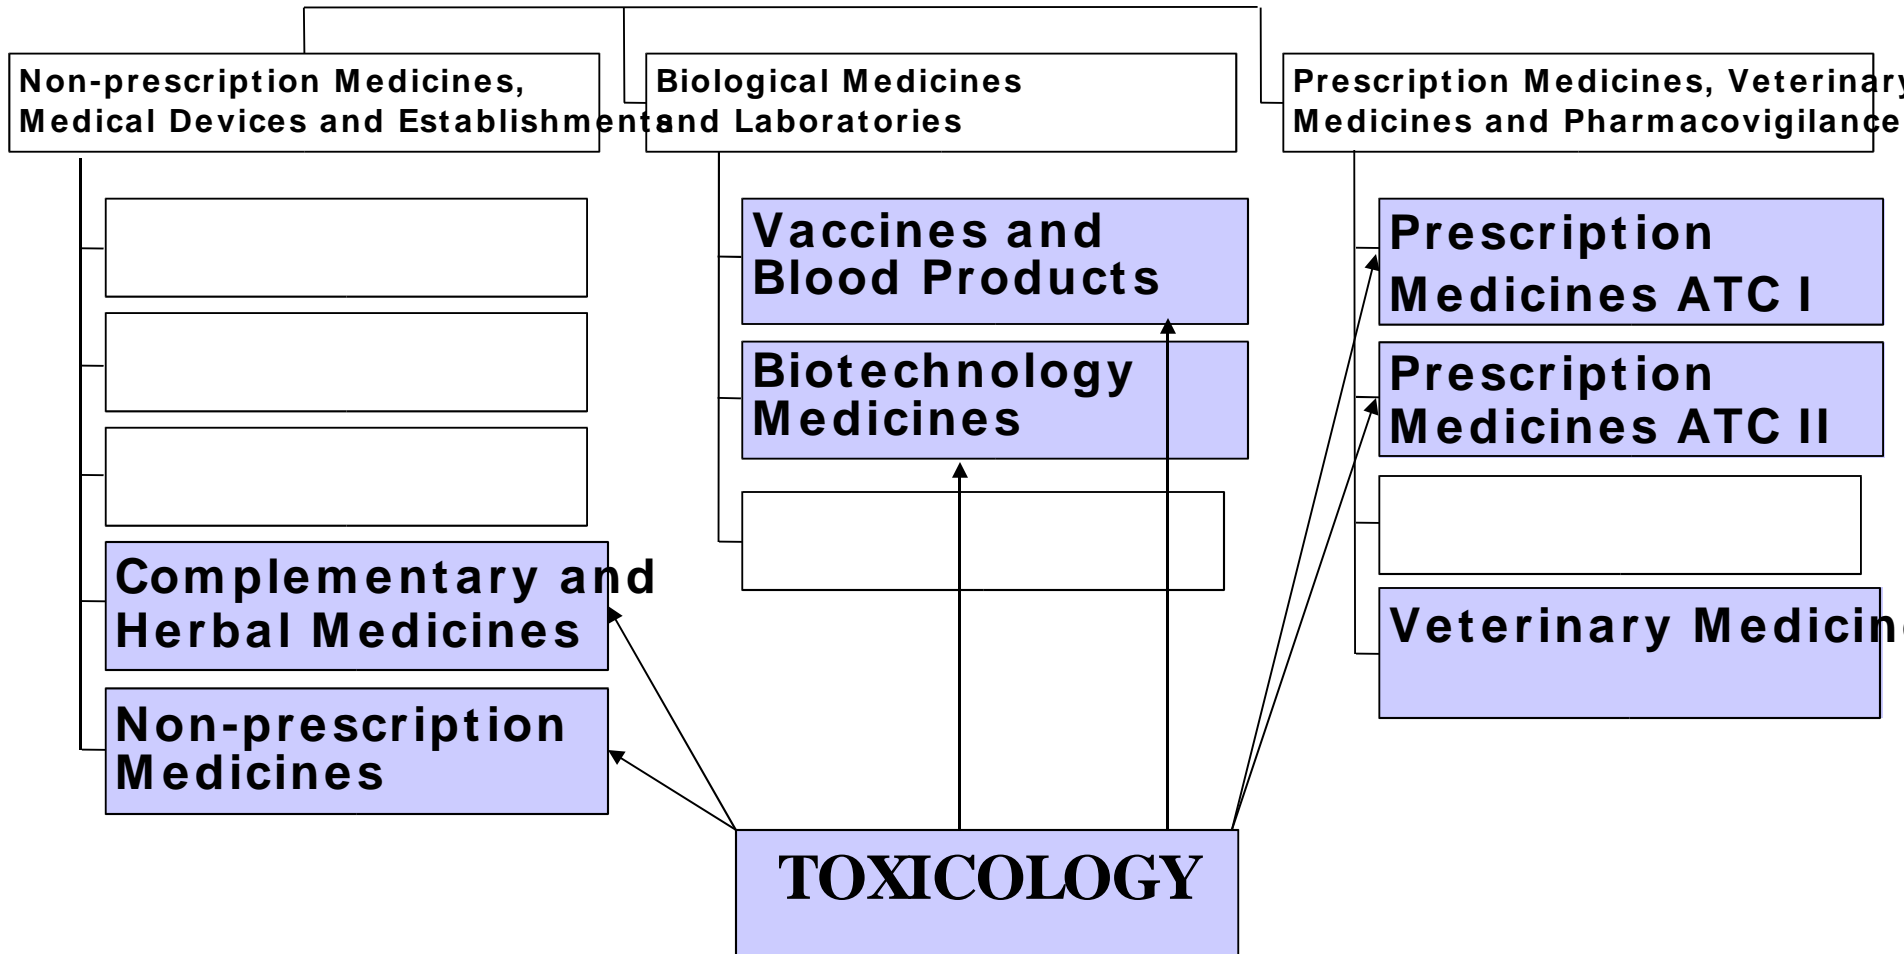 Non-prescription Medicines,
Medical Devices and Establishments
Biological Medicines
and Laboratories
Prescription Medicines, Veterinary
Medicines and Pharmacovigilance
Complementary and
Herbal Medicines
Non-prescription
Medicines
Vaccines and
Blood Products
Biotechnology
Medicines
Prescription
Medicines ATC I
Prescription
Medicines ATC II
Veterinary Medicine
TOXICOLOGY